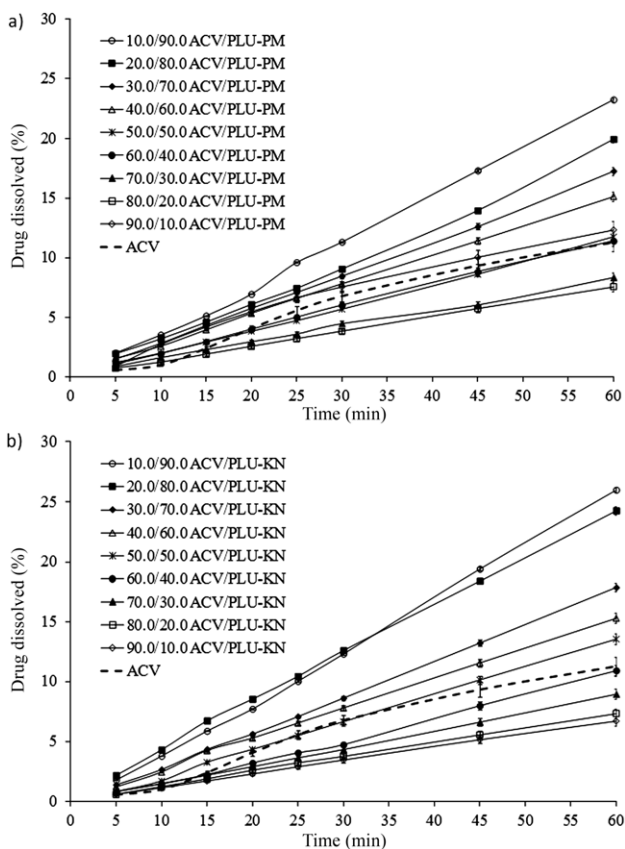 a)
30
25
20
15
10
5
0
Drug dissolved (%)
10.0/90.0 ACV/PLU-PM
20.0/80.0 ACV/PLU-PM
30.0/70.0 ACV/PLU-PM
40.0/60.0 ACV/PLU-PM
50.0/50.0 ACV/PLU-PM
60.0/40.0 ACV/PLU-PM
70.0/30.0 ACV/PLU-PM
80.0/20.0 ACV/PLU-PM
90.0/10.0 ACV/PLU-PM
ACV
0 5 10 15 20 25 30 35 40 45 50 55 60
Time (min)
b)
30
25
20
15
10
5
0
Drug dissolved (%)
10.0/90.0 ACV/PLU-KN
20.0/80.0 ACV/PLU-KN
30.0/70.0 ACV/PLU-KN
40.0/60.0 ACV/PLU-KN
50.0/50.0 ACV/PLU-KN
60.0/40.0 ACV/PLU-KN
70.0/30.0 ACV/PLU-KN
80.0/20.0 ACV/PLU-KN
90.0/10.0 ACV/PLU-KN
ACV
0 5 10 15 20 25 30 35 40 45 50 55 60
Time (min)